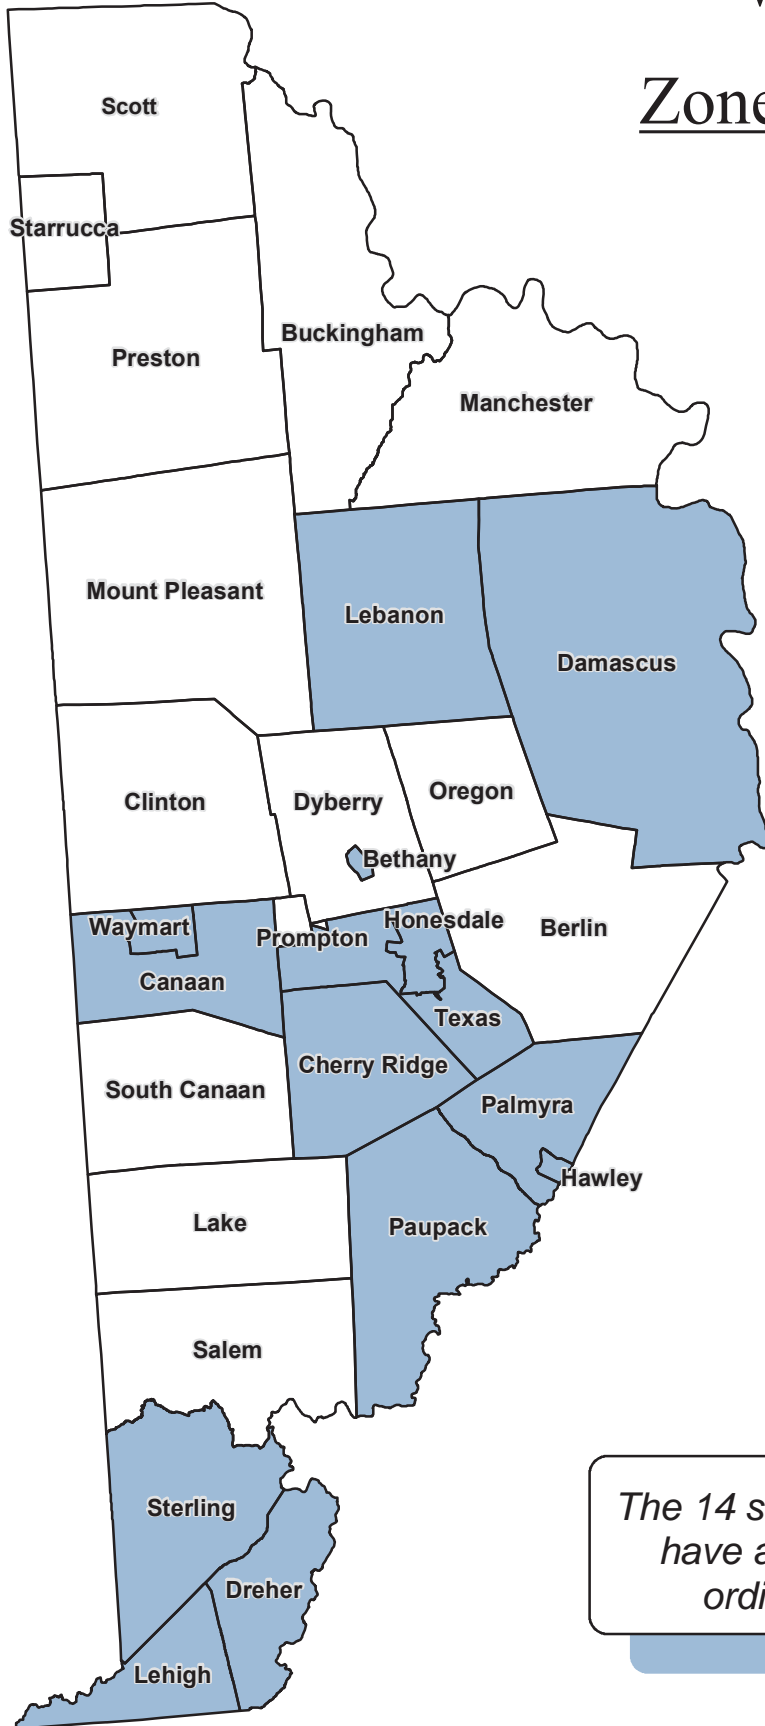 Zone
Scott
Starrucca
Buckingham
Preston
Manchester
Mount Pleasant
Lebanon
Damascus
Clinton
Dyberry
Oregon
Bethany
Waymart
Honesdale
Prompton
Berlin
Canaan
Texas
Cherry Ridge
South Canaan
Palmyra
Hawley
Lake
Paupack
Salem
Sterling
The 14 s
have a
ordi
Dreher
Lehigh